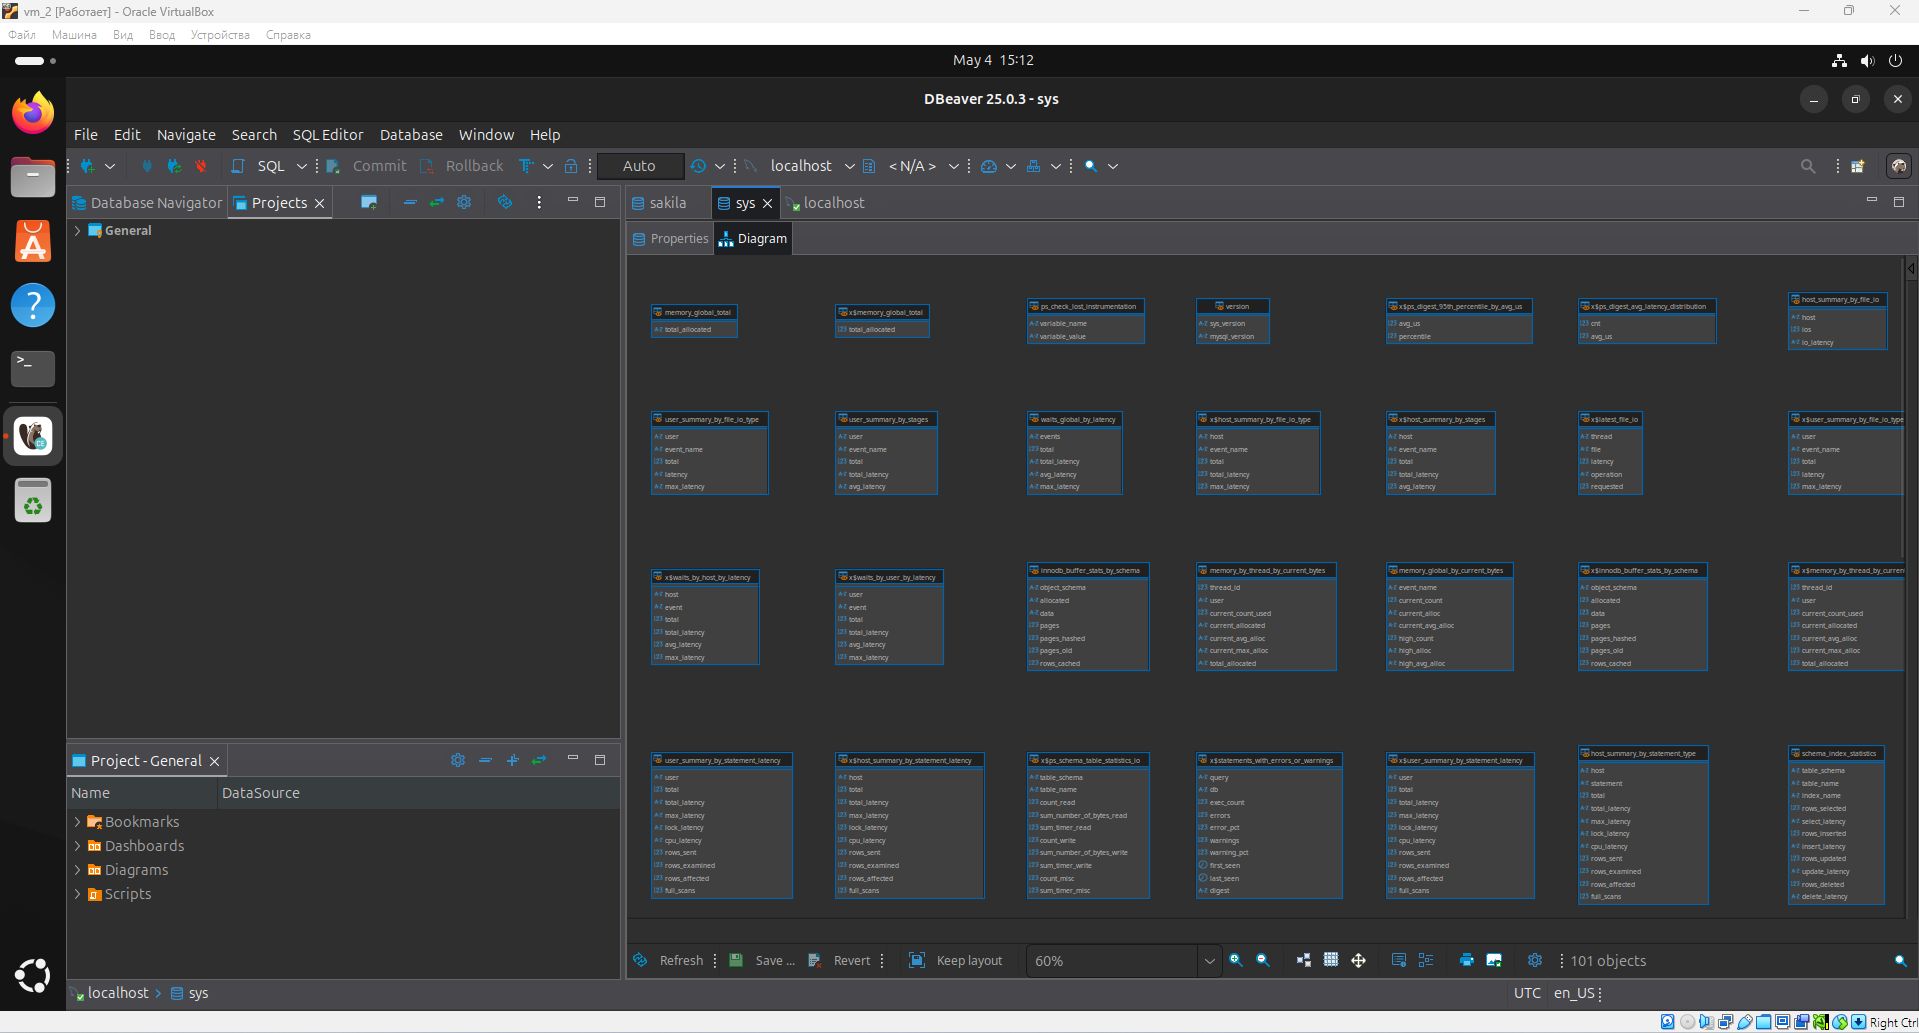 vm_2 [Работает] - Oracle VirtualBox
Файл Машина Вид Ввод Устройства Справка
May 4 15:12
DBeaver 25.0.3 - sys
File Edit Navigate Search SQL Editor Database Window Help
SQL Commit Rollback Auto localhost < N/A >
Database Navigator Projects
General
sakila sys localhost
Properties Diagram
memory_global_total
total_allocated
x$memory_global_total
total_allocated
ps_check_lost_instrumentation
variable_name
variable_value
version
sys_version
mysql_version
x$ps_digest_95th_percentile_by_avg_us
avg_us
percentile
x$ps_digest_avg_latency_distribution
cnt
avg_us
host_summary_by_file_io
host
ios
io_latency
user_summary_by_file_io_type
user
event_name
total
latency
max_latency
user_summary_by_stages
user
event_name
total
total_latency
avg_latency
waits_global_by_latency
events
total
total_latency
avg_latency
max_latency
x$host_summary_by_file_io_type
host
event_name
total
total_latency
max_latency
x$host_summary_by_stages
host
event_name
total
total_latency
avg_latency
x$latest_file_io
thread
file
latency
operation
requested
x$user_summary_by_file_io_type
user
event_name
total
latency
max_latency
x$waits_by_host_by_latency
host
event
total
total_latency
avg_latency
max_latency
x$waits_by_user_by_latency
user
event
total
total_latency
avg_latency
max_latency
innodb_buffer_stats_by_schema
object_schema
allocated
data
pages
pages_hashed
pages_old
rows_cached
memory_by_thread_by_current_bytes
thread_id
user
current_count_used
current_allocated
current_avg_alloc
current_max_alloc
total_allocated
memory_global_by_current_bytes
event_name
current_count
current_alloc
current_avg_alloc
high_count
high_alloc
high_avg_alloc
x$innodb_buffer_stats_by_schema
object_schema
allocated
data
pages
pages_hashed
pages_old
rows_cached
x$memory_by_thread_by_curren
thread_id
user
current_count_used
current_allocated
current_avg_alloc
current_max_alloc
total_allocated
user_summary_by_statement_latency
user
total
total_latency
max_latency
lock_latency
cpu_latency
rows_sent
rows_examined
rows_affected
full_scans
x$host_summary_by_statement_latency
host
total
total_latency
max_latency
lock_latency
cpu_latency
rows_sent
rows_examined
rows_affected
full_scans
x$ps_schema_table_statistics_io
table_schema
table_name
count_read
sum_number_of_bytes_read
sum_timer_read
count_write
sum_number_of_bytes_write
sum_timer_write
count_misc
sum_timer_misc
x$statements_with_errors_or_warnings
query
db
exec_count
errors
error_pct
warnings
warning_pct
first_seen
last_seen
digest
x$user_summary_by_statement_latency
user
total
total_latency
max_latency
lock_latency
cpu_latency
rows_sent
rows_examined
rows_affected
full_scans
host_summary_by_statement_type
host
statement
total
total_latency
max_latency
lock_latency
cpu_latency
rows_sent
rows_examined
rows_affected
full_scans
schema_index_statistics
table_schema
table_name
index_name
rows_selected
select_latency
rows_inserted
insert_latency
rows_updated
update_latency
rows_deleted
delete_latency
Project - General
Name DataSource
Bookmarks
Dashboards
Diagrams
Scripts
Refresh Save ... Revert Keep layout 60% 101 objects
localhost > sys UTC en_US
Right Ctrl